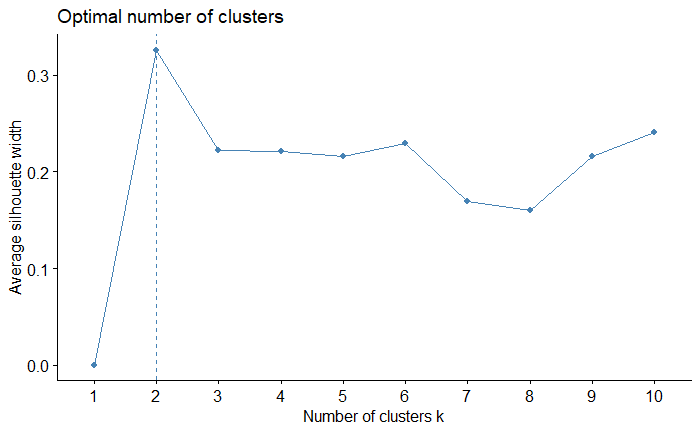 Optimal number of clusters
Average silhouette width
0.3
0.2
0.1
0.0
1 2 3 4 5 6 7 8 9 10
Number of clusters k